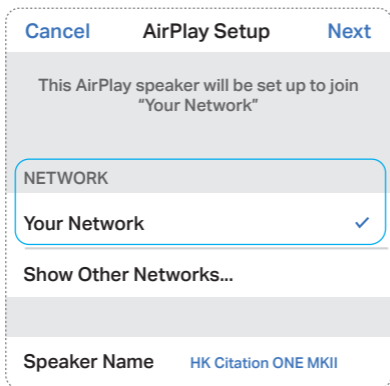 Cancel AirPlay Setup Next
This AirPlay speaker will be set up to join
“Your Network”
NETWORK
Your Network
Show Other Networks...
Speaker Name HK Citation ONE MKII